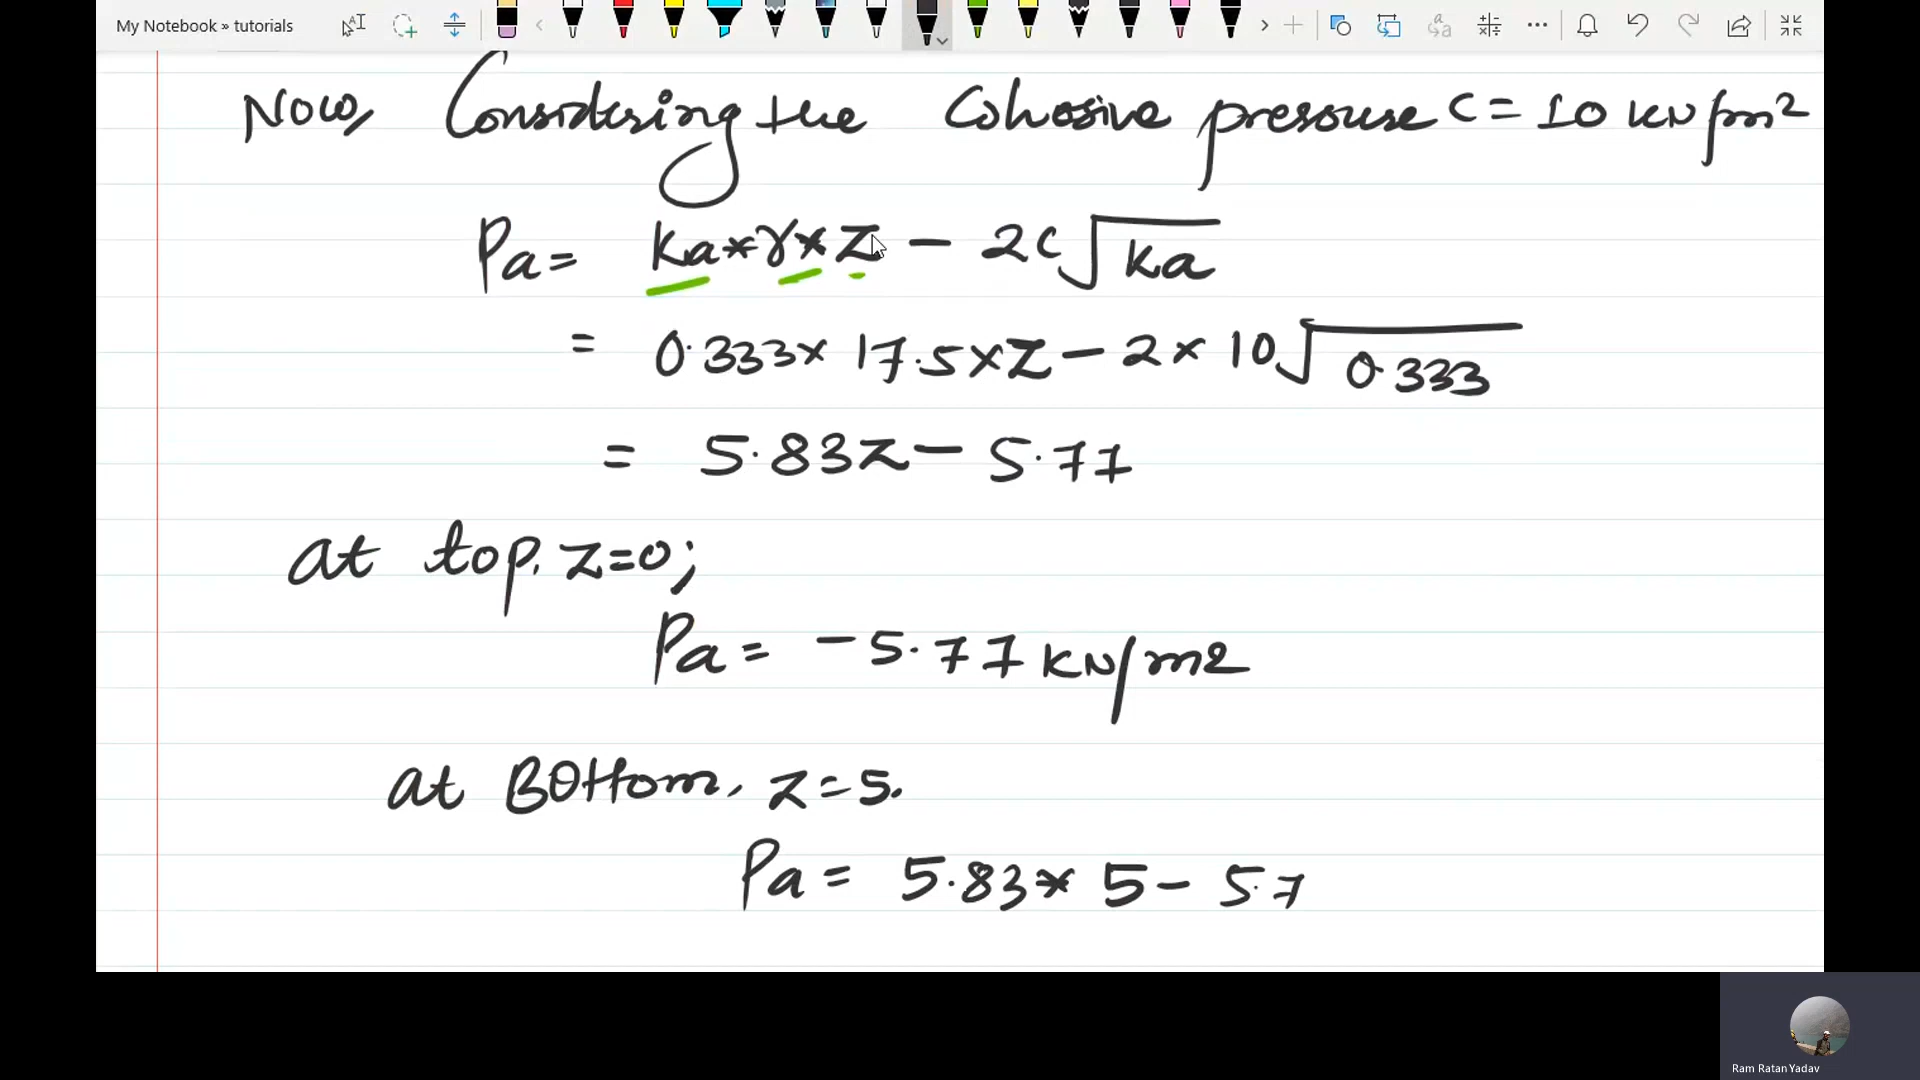 My Notebook » tutorials
Now, Considering the Cohesive pressure C = 10 kN/m2
Pa = ka*γ*z - 2c√ka
= 0.333x 17.5xz - 2 x 10√0.333
= 5.83z - 5.77
at top. z=0;
Pa = -5.77 kN/m2
at Bottom, z=5.
Pa = 5.83* 5 - 5.7
Ram Ratan Yadav